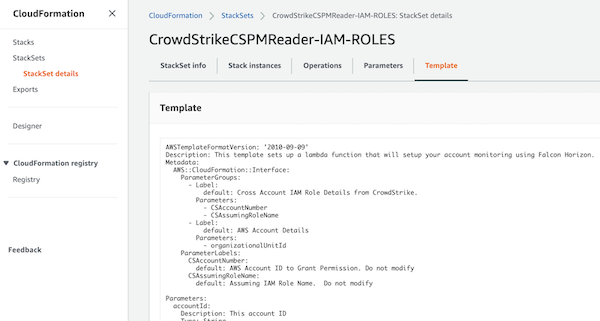 CloudFormation ×
Stacks
StackSets
StackSet details
Exports
Designer
CloudFormation registry
Registry
Feedback
CloudFormation > StackSets > CrowdStrikeCSPMReader-IAM-ROLES: StackSet details
CrowdStrikeCSPMReader-IAM-ROLES
StackSet info | Stack instances | Operations | Parameters | Template
Template
AWSTemplateFormatVersion: '2010-09-09'
Description: This template sets up a lambda function that will setup your account monitoring using Falcon Horizon.
Metadata:
  AWS::CloudFormation::Interface:
    ParameterGroups:
      - Label:
          default: Cross Account IAM Role Details from CrowdStrike.
        Parameters:
          - CSAccountNumber
          - CSAssumingRoleName
      - Label:
          default: AWS Account Details
        Parameters:
          - organizationalUnitId
    ParameterLabels:
      CSAccountNumber:
        default: AWS Account ID to Grant Permission. Do not modify
      CSAssumingRoleName:
        default: Assuming IAM Role Name.  Do not modify
Parameters:
  accountId:
    Description: This account ID
    Type: String